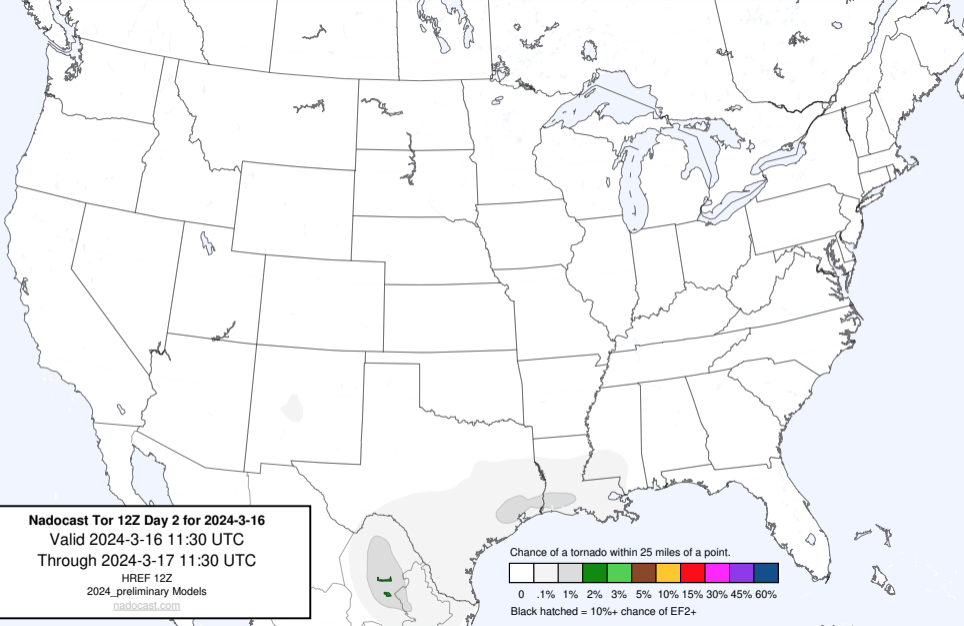 Nadocast Tor 12Z Day 2 for 2024-3-16
Valid 2024-3-16 11:30 UTC
Through 2024-3-17 11:30 UTC
HREF 12Z
2024_preliminary Models
nadocast.com
Chance of a tornado within 25 miles of a point.
0 .1% 1% 2% 3% 5% 10% 15% 30% 45% 60%
Black hatched = 10%+ chance of EF2+